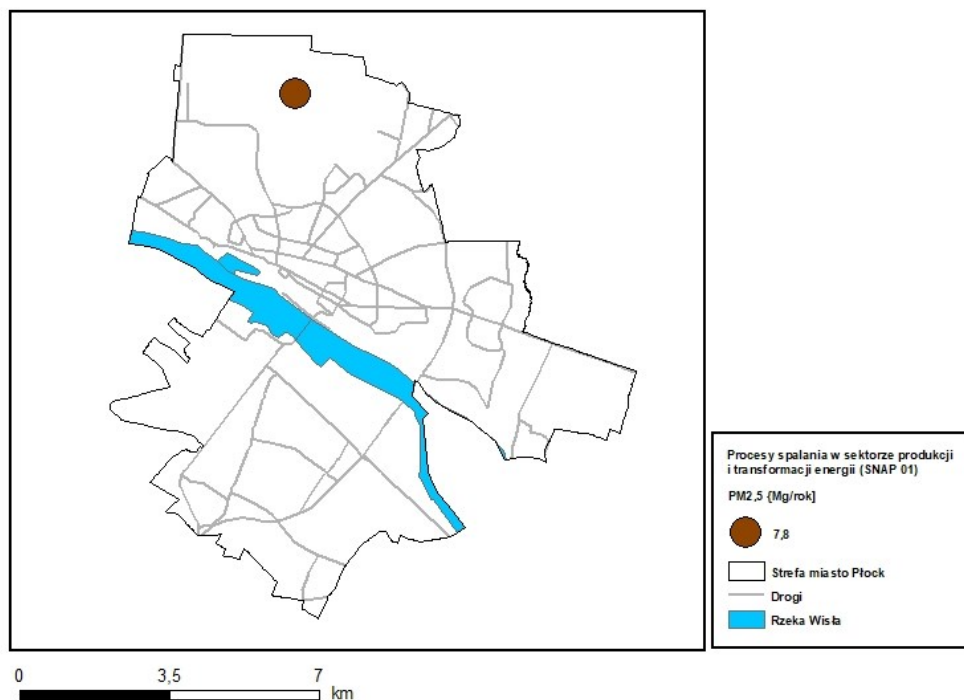 Procesy spalania w sektorze produkcji
i transformacji energii (SNAP 01)
PM2,5 {Mg/rok]
7,8
Strefa miasto Płock
Drogi
Rzeka Wisła
0 3,5 7
km